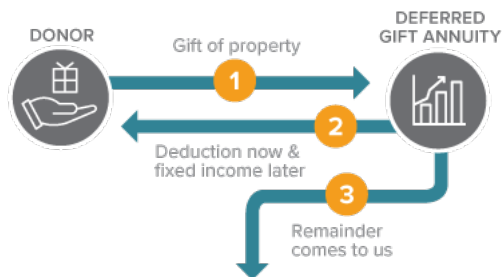 DONOR
DEFERRED
GIFT ANNUITY
Gift of property
1
2
Deduction now &
fixed income later
3
Remainder
comes to us